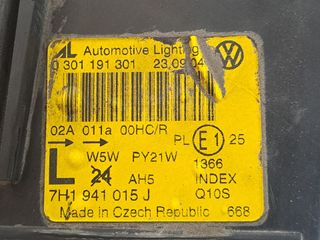 AL Automotive Lighting
0 301 191 301 23.09.04
02A 011a 00HC/R
PL E1 25
L W5W PY21W 1366
24 AH5 INDEX
7H1 941 015 J Q10S
Made in Czech Republic 668